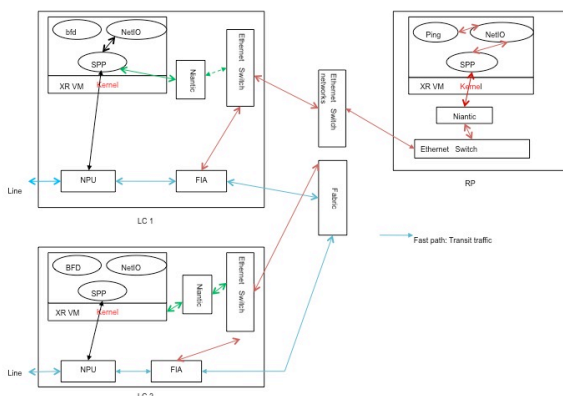 bfd
NetIO
SPP
XR VM Kernel
Niantic
Ethernet Switch
Line
NPU
FIA
LC 1
Ethernet Switch
networks
Fabric
Ping
NetIO
SPP
XR VM Kernel
Niantic
Ethernet Switch
RP
Fast path: Transit traffic
BFD
NetIO
SPP
XR VM Kernel
Niantic
Ethernet Switch
Line
NPU
FIA
LC 2